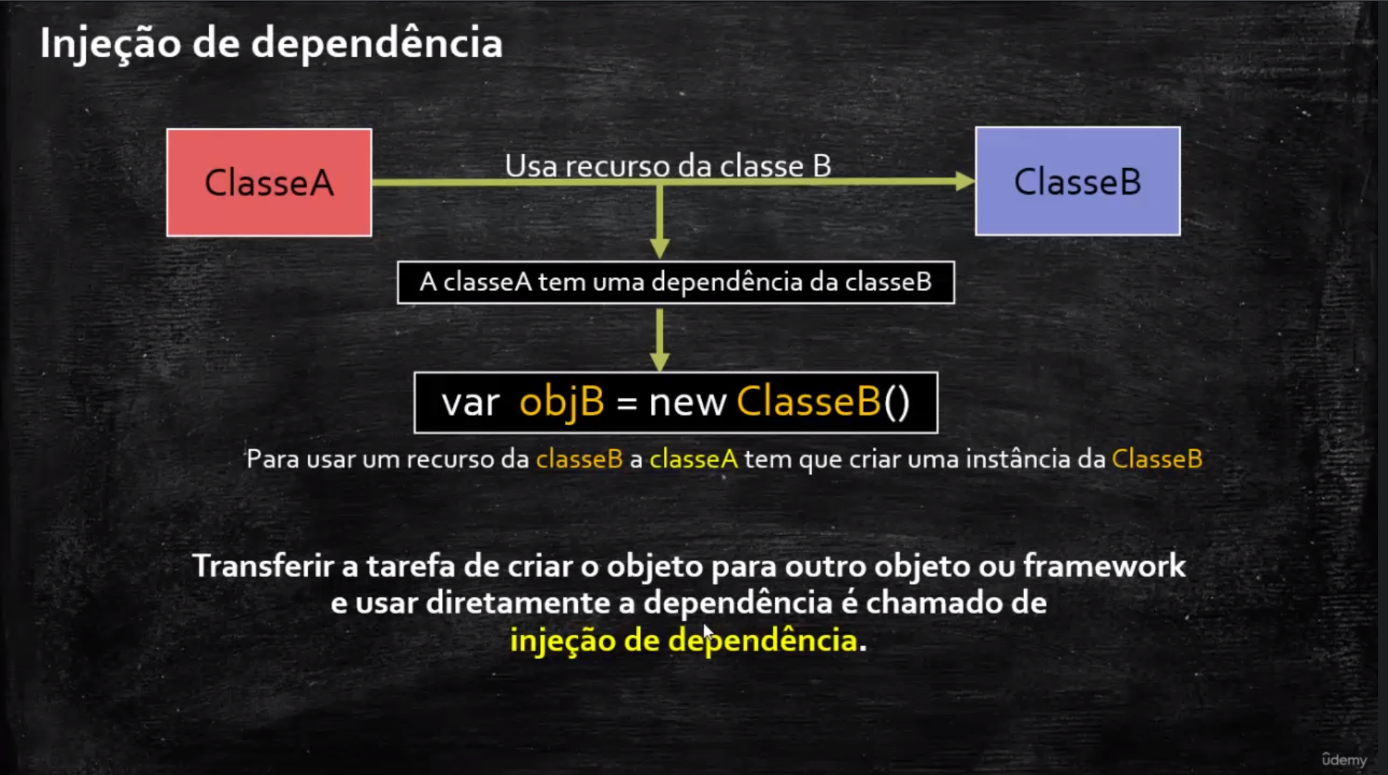 Injeção de dependência
ClasseA
Usa recurso da classe B
ClasseB
A classeA tem uma dependência da classeB
var objB = new ClasseB()
Para usar um recurso da classeB a classeA tem que criar uma instância da ClasseB
Transferir a tarefa de criar o objeto para outro objeto ou framework
e usar diretamente a dependência é chamado de
injeção de dependência.
ûdemy